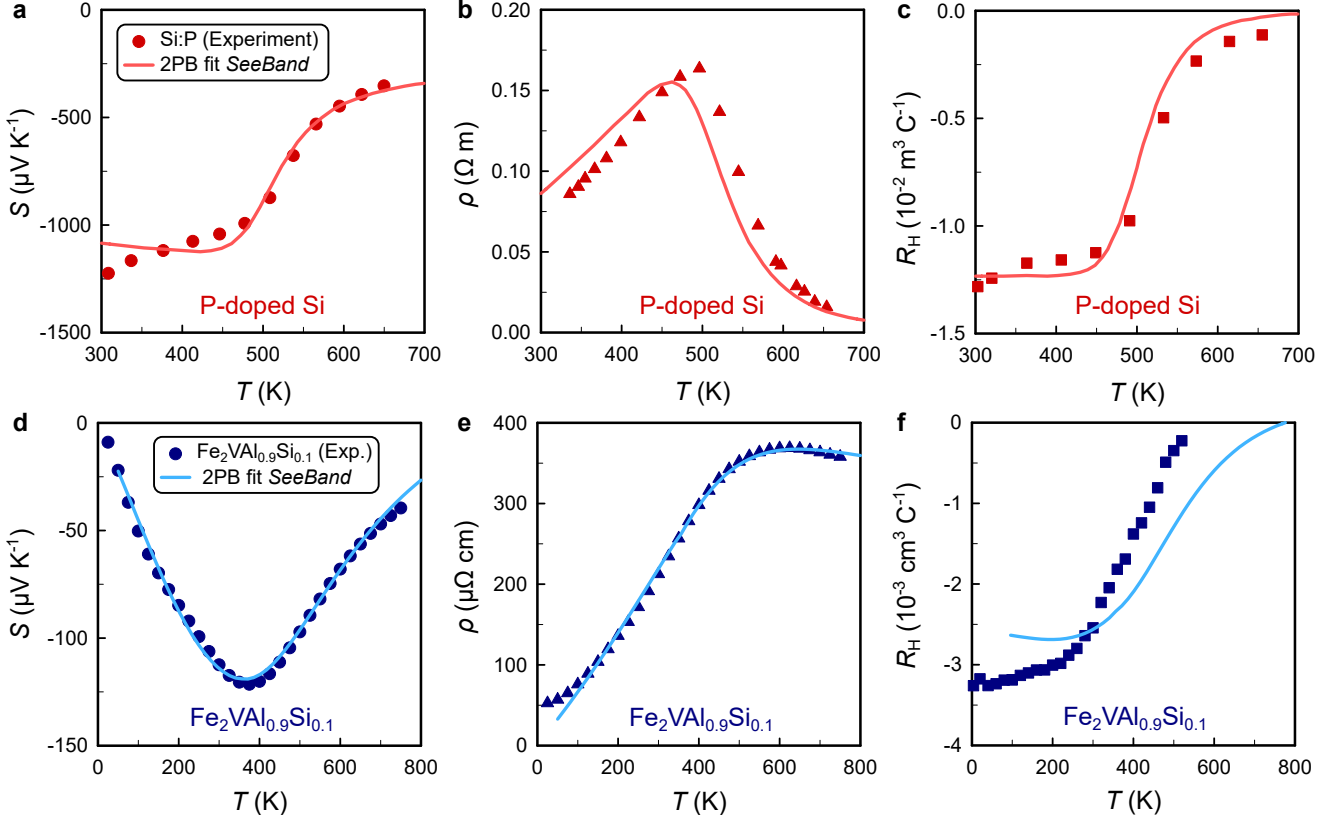 a
0
-500
-1000
-1500
S (µV K⁻¹)
Si:P (Experiment)
2PB fit SeeBand
P-doped Si
300 400 500 600 700
T (K)
b
0.20
0.15
0.10
0.05
0.00
ρ (Ω m)
P-doped Si
300 400 500 600 700
T (K)
c
0.0
-0.5
-1.0
-1.5
R_H (10⁻² m³ C⁻¹)
P-doped Si
300 400 500 600 700
T (K)
d
0
-50
-100
-150
S (µV K⁻¹)
Fe₂VAl₀.₉Si₀.₁ (Exp.)
2PB fit SeeBand
Fe₂VAl₀.₉Si₀.₁
0 200 400 600 800
T (K)
e
400
300
200
100
0
ρ (µΩ cm)
Fe₂VAl₀.₉Si₀.₁
0 200 400 600 800
T (K)
f
0
-1
-2
-3
-4
R_H (10⁻³ cm³ C⁻¹)
Fe₂VAl₀.₉Si₀.₁
0 200 400 600 800
T (K)